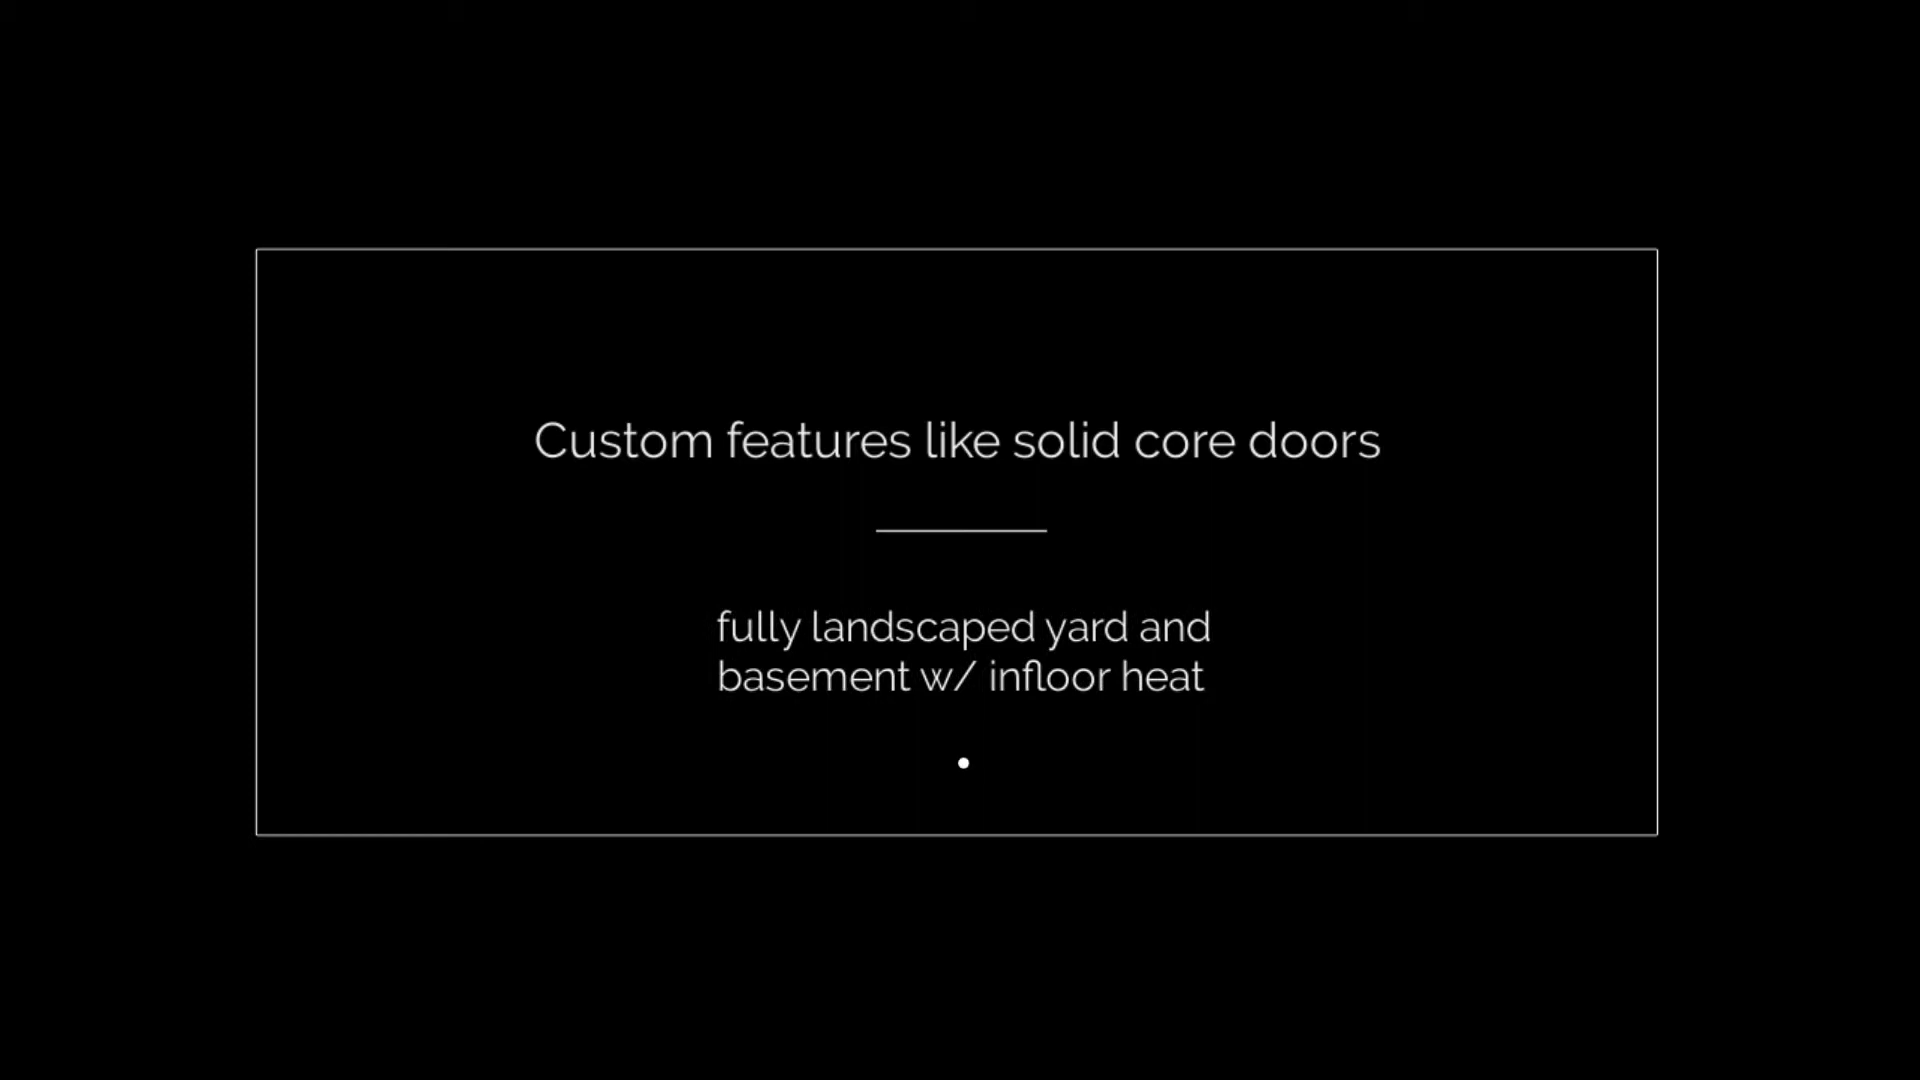 Custom features like solid core doors
fully landscaped yard and
basement w/ infloor heat